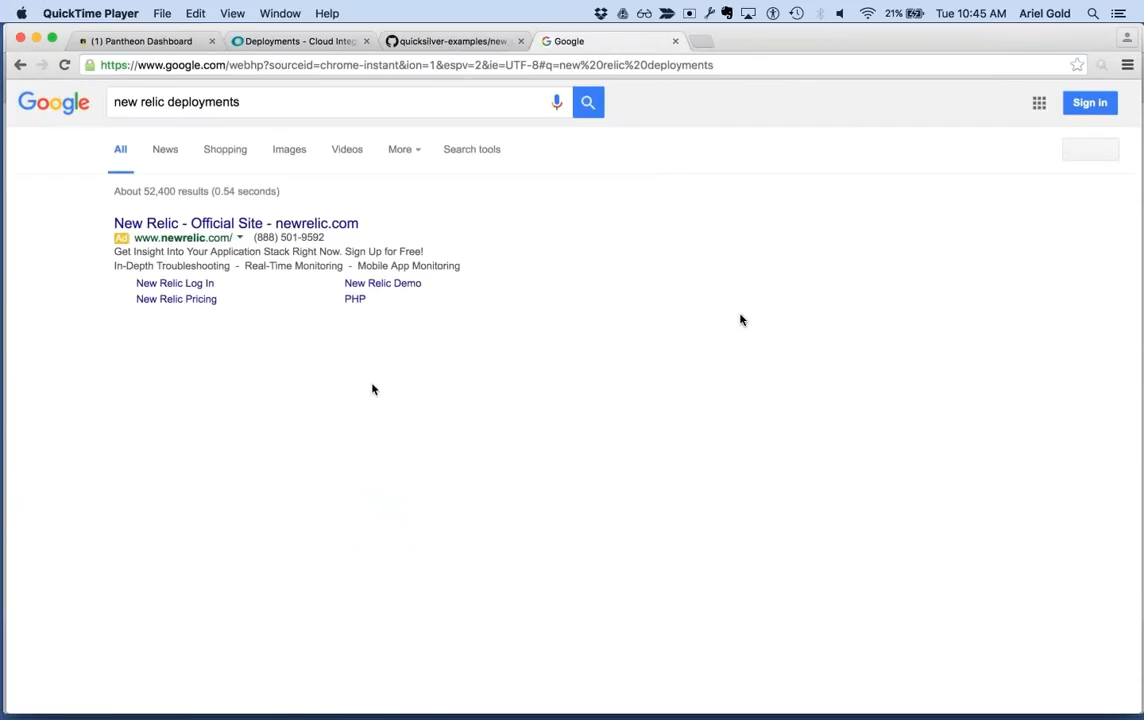 QuickTime Player File Edit View Window Help 21% Tue 10:45 AM Ariel Gold
(1) Pantheon Dashboard Deployments - Cloud Integ quicksilver-examples/new_ Google
https://www.google.com/webhp?sourceid=chrome-instant&ion=1&espv=2&ie=UTF-8#q=new%20relic%20deployments
Google new relic deployments Sign in
All News Shopping Images Videos More Search tools
About 52,400 results (0.54 seconds)
New Relic - Official Site - newrelic.com
Ad www.newrelic.com/ (888) 501-9592
Get Insight Into Your Application Stack Right Now. Sign Up for Free!
In-Depth Troubleshooting - Real-Time Monitoring - Mobile App Monitoring
New Relic Log In New Relic Demo
New Relic Pricing PHP